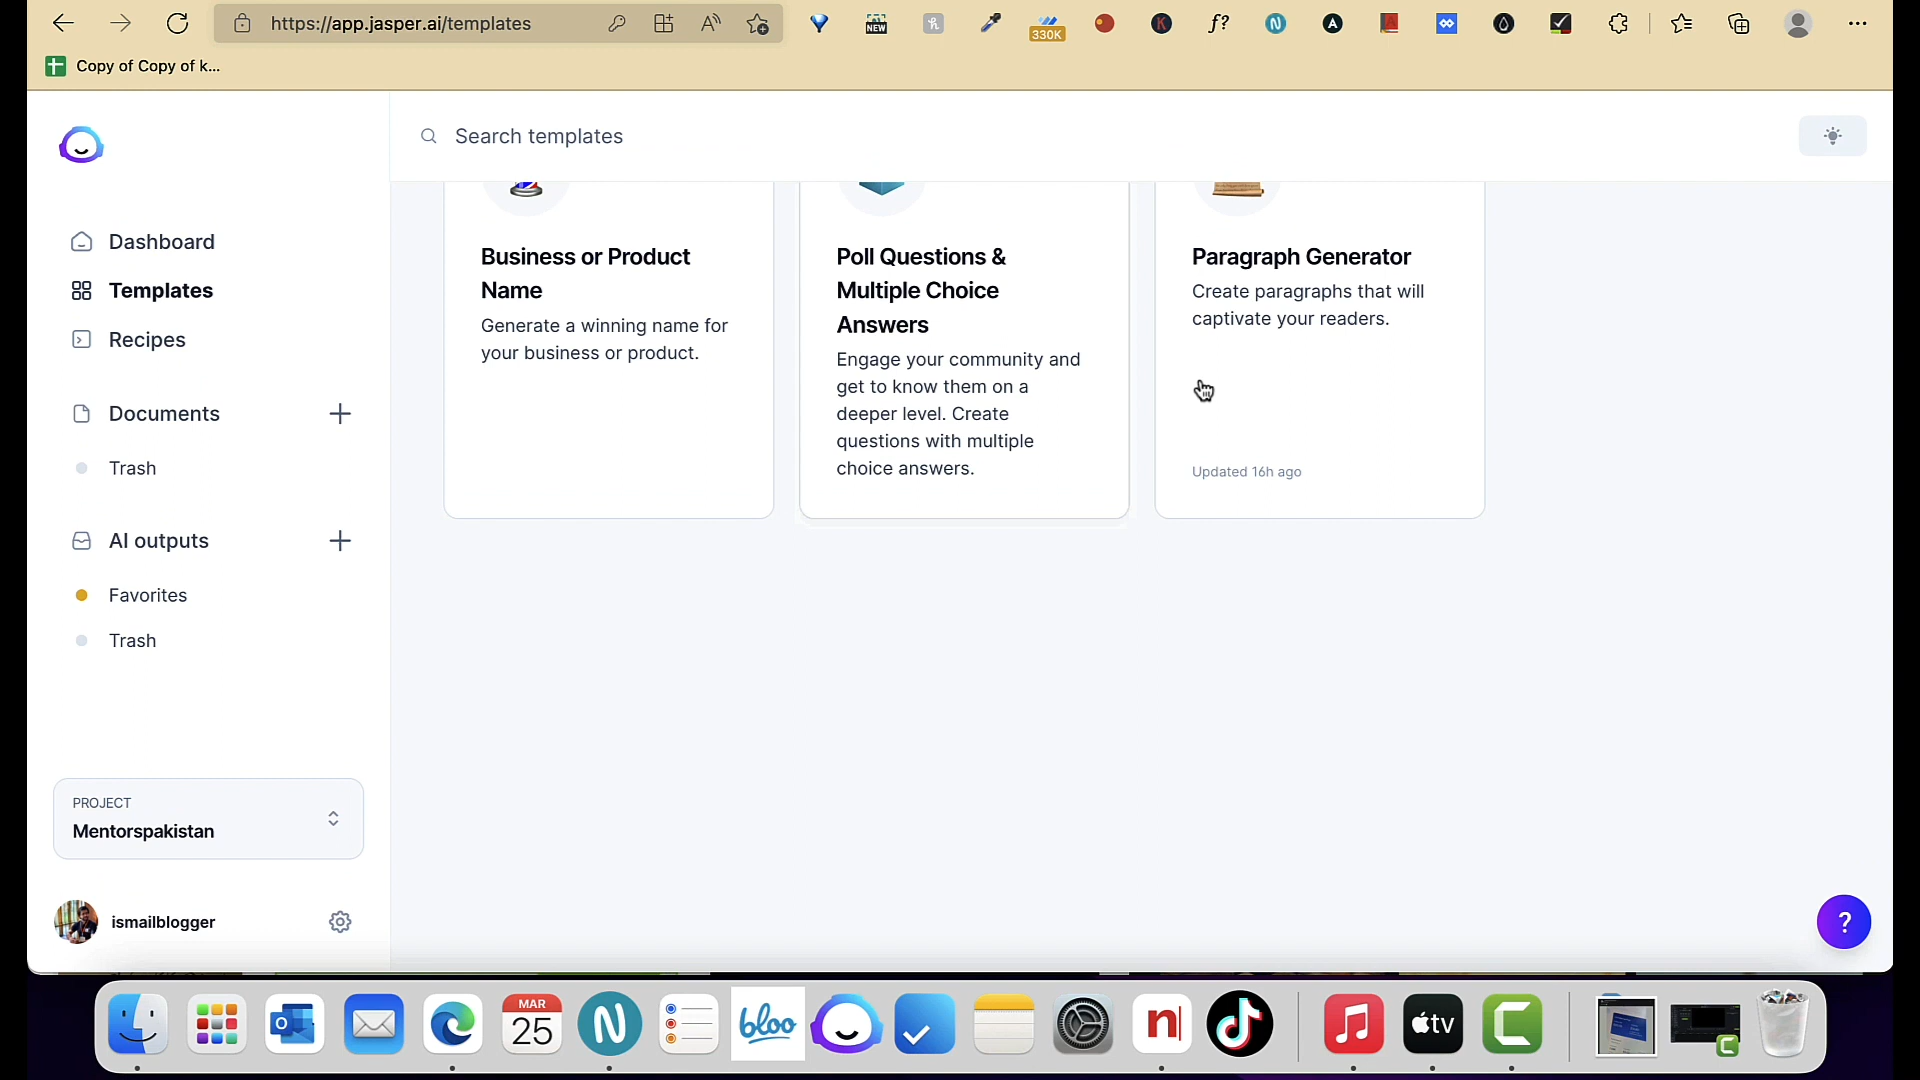 https://app.jasper.ai/templates
NEW
330K
Copy of Copy of k...
Search templates
Dashboard
Templates
Recipes
Documents
Trash
AI outputs
Favorites
Trash
PROJECT
Mentorspakistan
ismailblogger
Business or Product
Name
Generate a winning name for
your business or product.
Poll Questions &
Multiple Choice
Answers
Engage your community and
get to know them on a
deeper level. Create
questions with multiple
choice answers.
Paragraph Generator
Create paragraphs that will
captivate your readers.
Updated 16h ago
?
MAR
25
bloo
tv